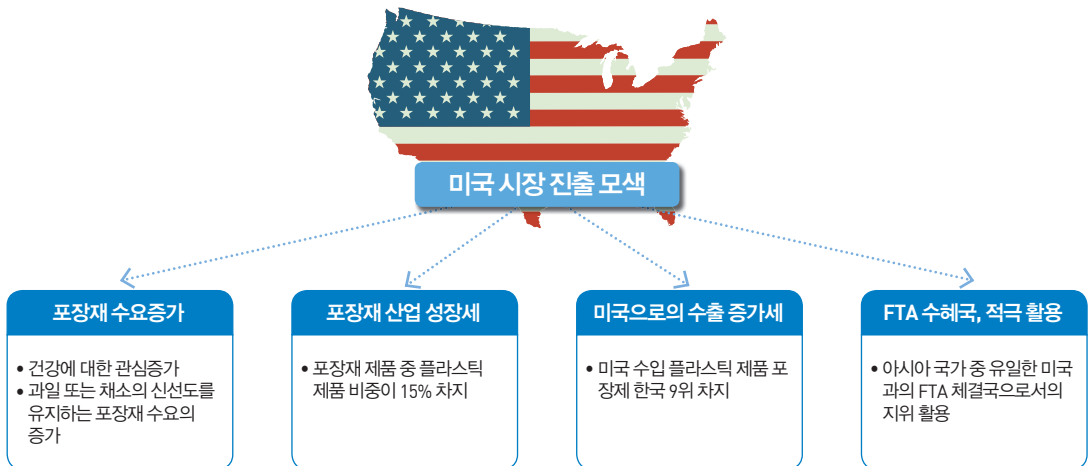 미국 시장 진출 모색
포장재 수요증가
• 건강에 대한 관심증가
• 과일 또는 채소의 신선도를
유지하는 포장재 수요의
증가
포장재 산업 성장세
• 포장재 제품 중 플라스틱
제품 비중이 15% 차지
미국으로의 수출 증가세
• 미국 수입 플라스틱 제품 포
장제 한국 9위 차지
FTA 수혜국, 적극 활용
• 아시아 국가 중 유일한 미국
과의 FTA 체결국으로서의
지위 활용